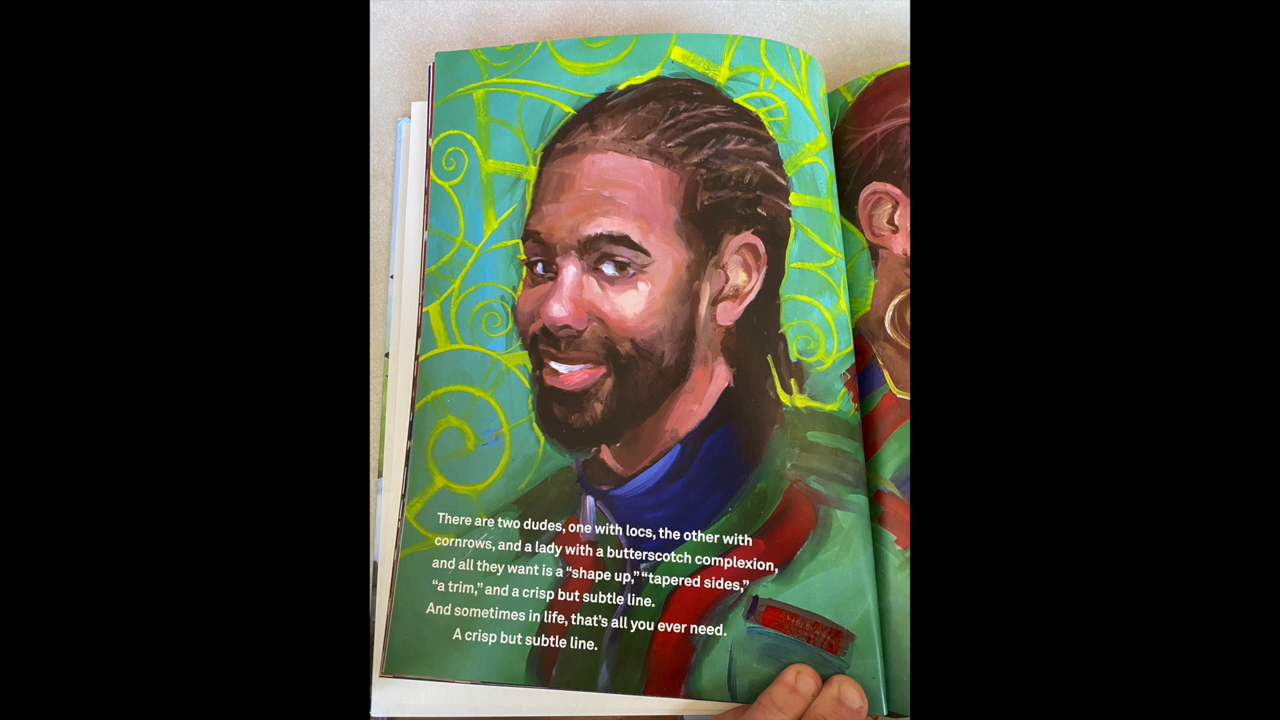 There are two dudes, one with locs, the other with
cornrows, and a lady with a butterscotch complexion,
and all they want is a “shape up,” “tapered sides,”
“a trim,” and a crisp but subtle line.
And sometimes in life, that’s all you ever need.
A crisp but subtle line.